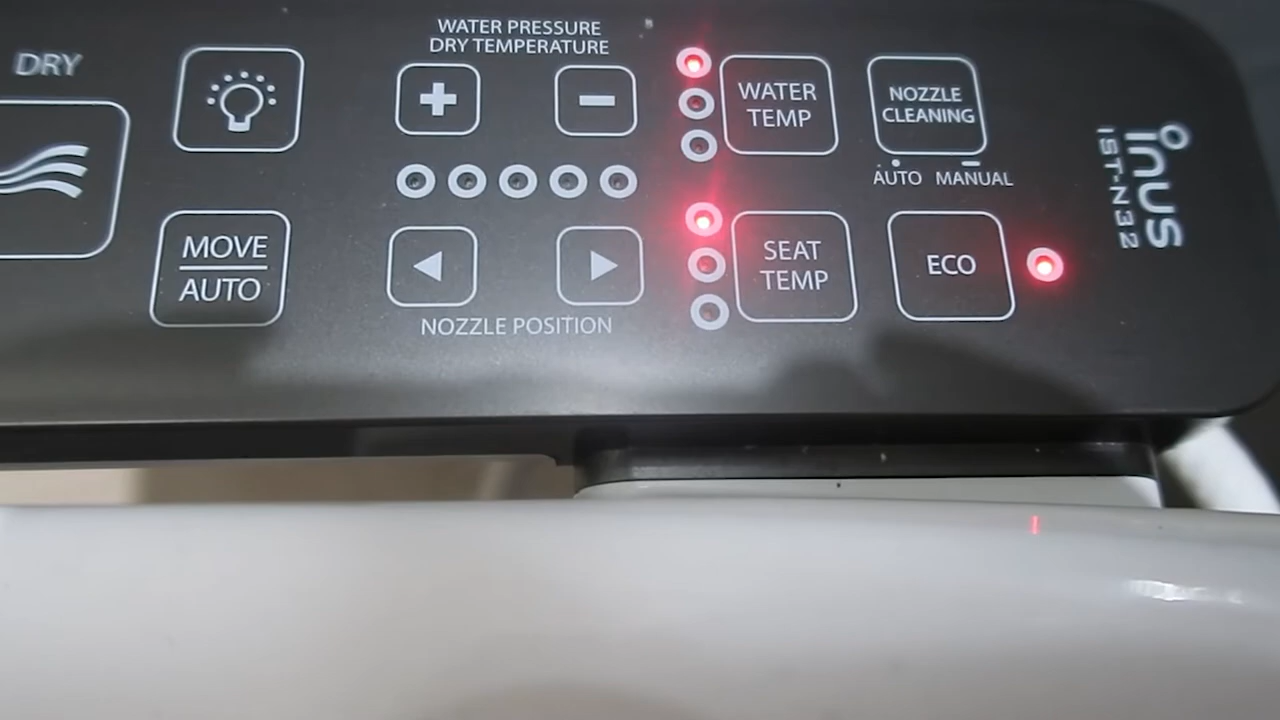 DRY
WATER PRESSURE
DRY TEMPERATURE
WATER
TEMP
NOZZLE
CLEANING
AUTO MANUAL
MOVE
AUTO
NOZZLE POSITION
SEAT
TEMP
ECO
inus
IST-N32